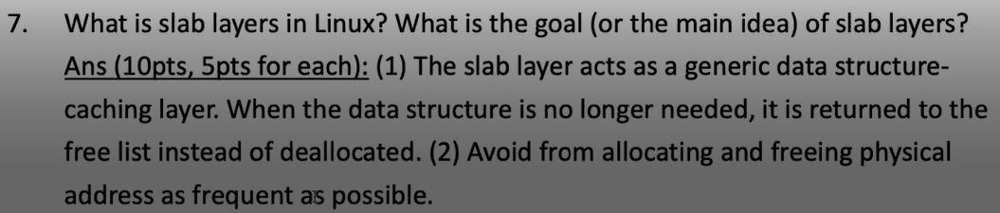 7. What is slab layers in Linux? What is the goal (or the main idea) of slab layers?
Ans (10pts, 5pts for each): (1) The slab layer acts as a generic data structure-
caching layer. When the data structure is no longer needed, it is returned to the
free list instead of deallocated. (2) Avoid from allocating and freeing physical
address as frequent as possible.